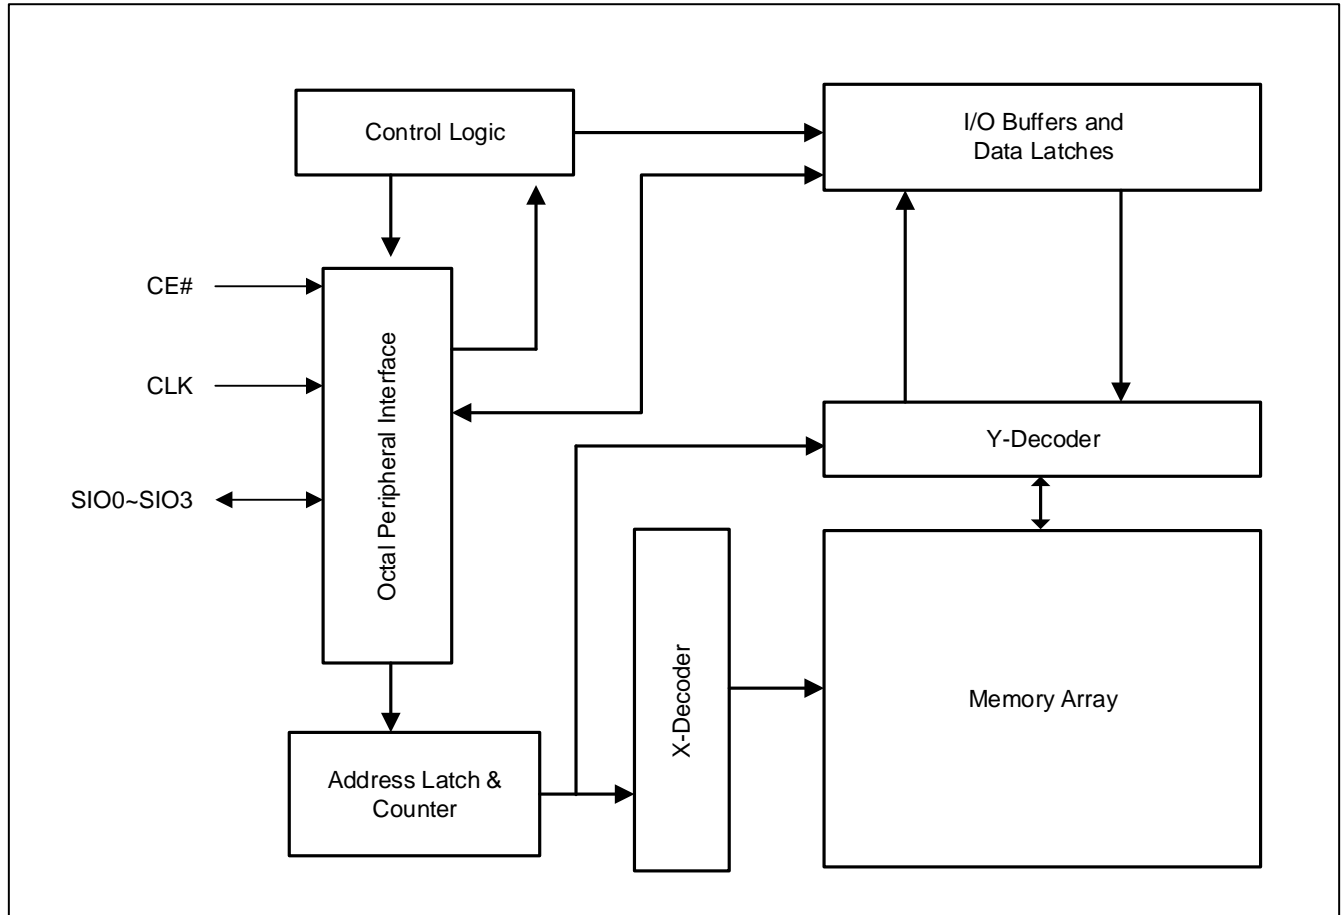 Control Logic
I/O Buffers and
Data Latches
CE#
CLK
SIO0~SIO3
Octal Peripheral Interface
Y-Decoder
X-Decoder
Memory Array
Address Latch &
Counter